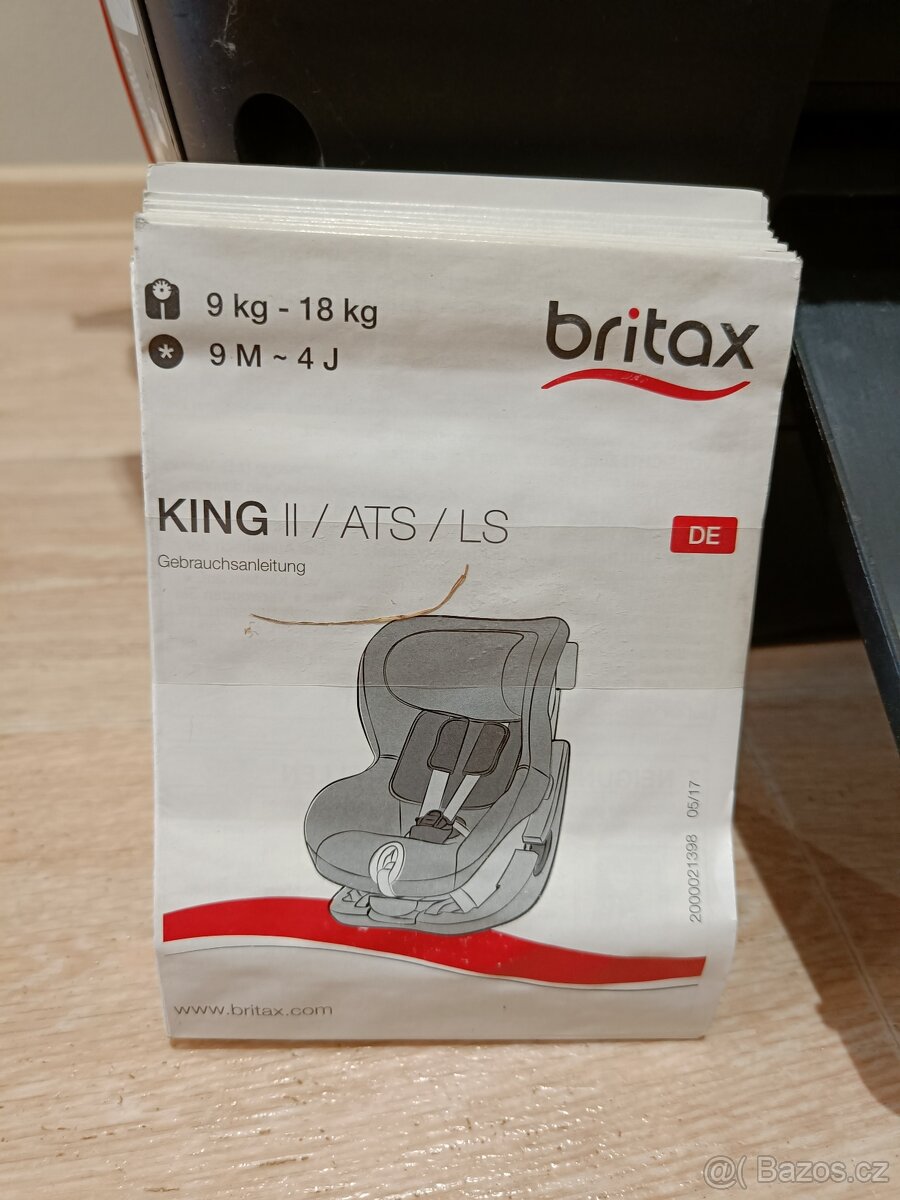 9 kg - 18 kg
9 M ~ 4 J
britax
KING II / ATS / LS
DE
Gebrauchsanleitung
2000021398 05/17
www.britax.com
@( Bazos.cz